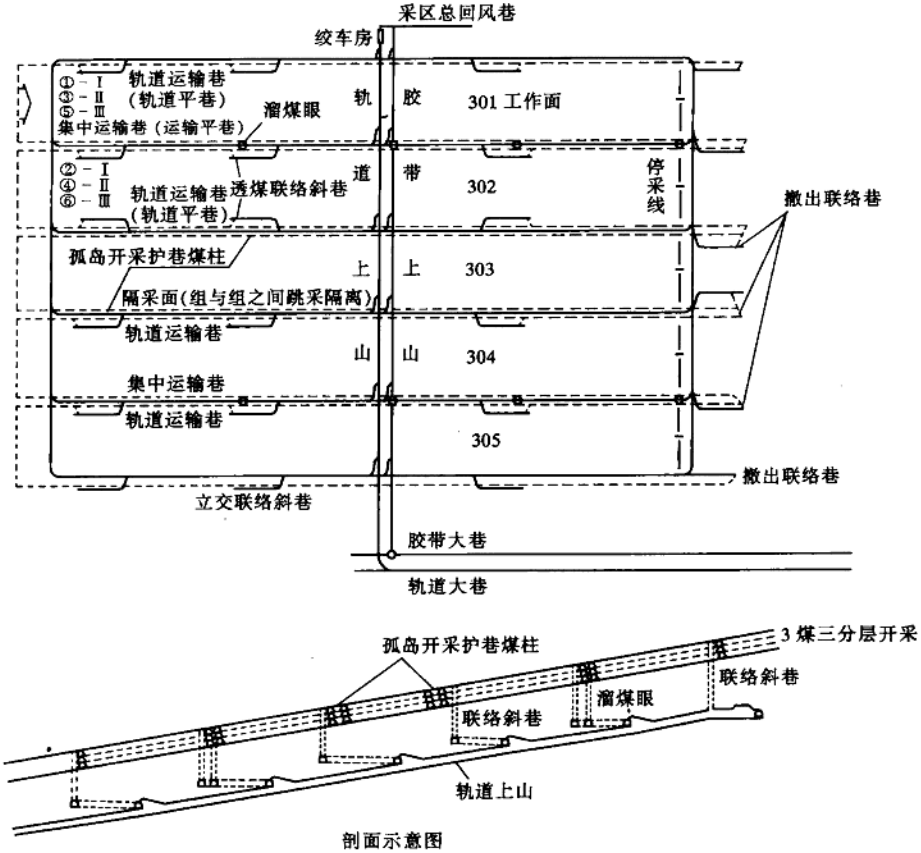 采区总回风巷
绞车房
①-Ⅰ 轨道运输巷
③-Ⅱ (轨道平巷)
⑤-Ⅲ
集中运输巷(运输平巷)
溜煤眼
轨 胶
301工作面
②-Ⅰ
④-Ⅱ
⑥-Ⅲ
轨道运输巷
(轨道平巷)
透煤联络斜巷
道 带
302
停采线
撤出联络巷
孤岛开采护巷煤柱
上 上
303
隔采面(组与组之间跳采隔离)
轨道运输巷
山 山
304
集中运输巷
轨道运输巷
305
立交联络斜巷
撤出联络巷
胶带大巷
轨道大巷
孤岛开采护巷煤柱
3煤三分层开采
联络斜巷
溜煤眼
联络斜巷
轨道上山
剖面示意图